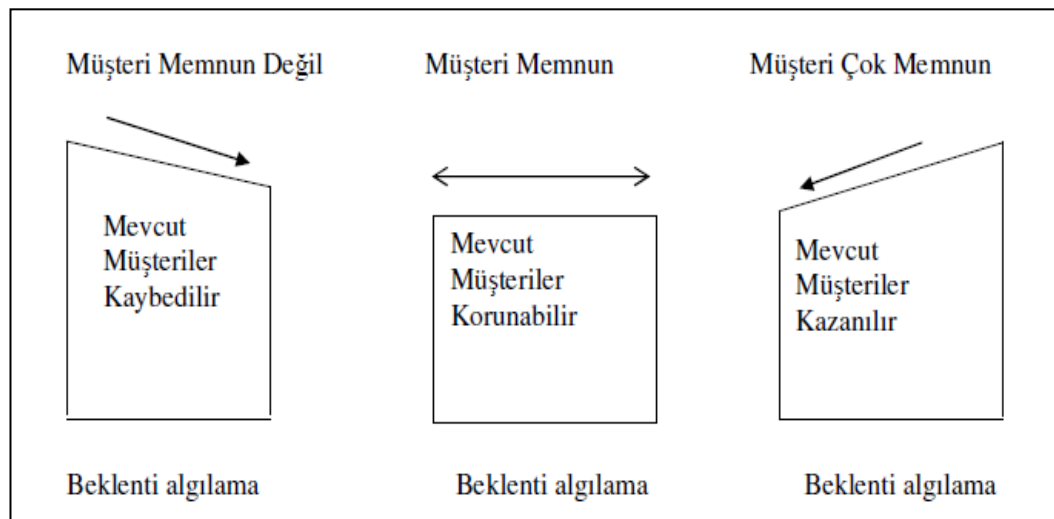 Müşteri Memnun Değil
Müşteri Memnun
Müşteri Çok Memnun
Mevcut
Müşteriler
Kaybedilir
Mevcut
Müşteriler
Korunabilir
Mevcut
Müşteriler
Kazanılır
Beklenti algılama
Beklenti algılama
Beklenti algılama